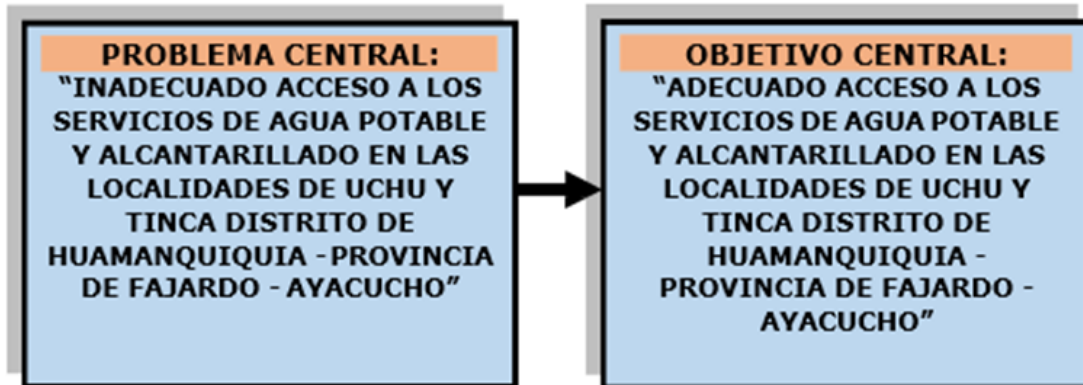 PROBLEMA CENTRAL:
“INADECUADO ACCESO A LOS
SERVICIOS DE AGUA POTABLE
Y ALCANTARILLADO EN LAS
LOCALIDADES DE UCHU Y
TINCA DISTRITO DE
HUAMANQUIQUIA - PROVINCIA
DE FAJARDO - AYACUCHO”
OBJETIVO CENTRAL:
“ADECUADO ACCESO A LOS
SERVICIOS DE AGUA POTABLE
Y ALCANTARILLADO EN LAS
LOCALIDADES DE UCHU Y
TINCA DISTRITO DE
HUAMANQUIQUIA -
PROVINCIA DE FAJARDO -
AYACUCHO”